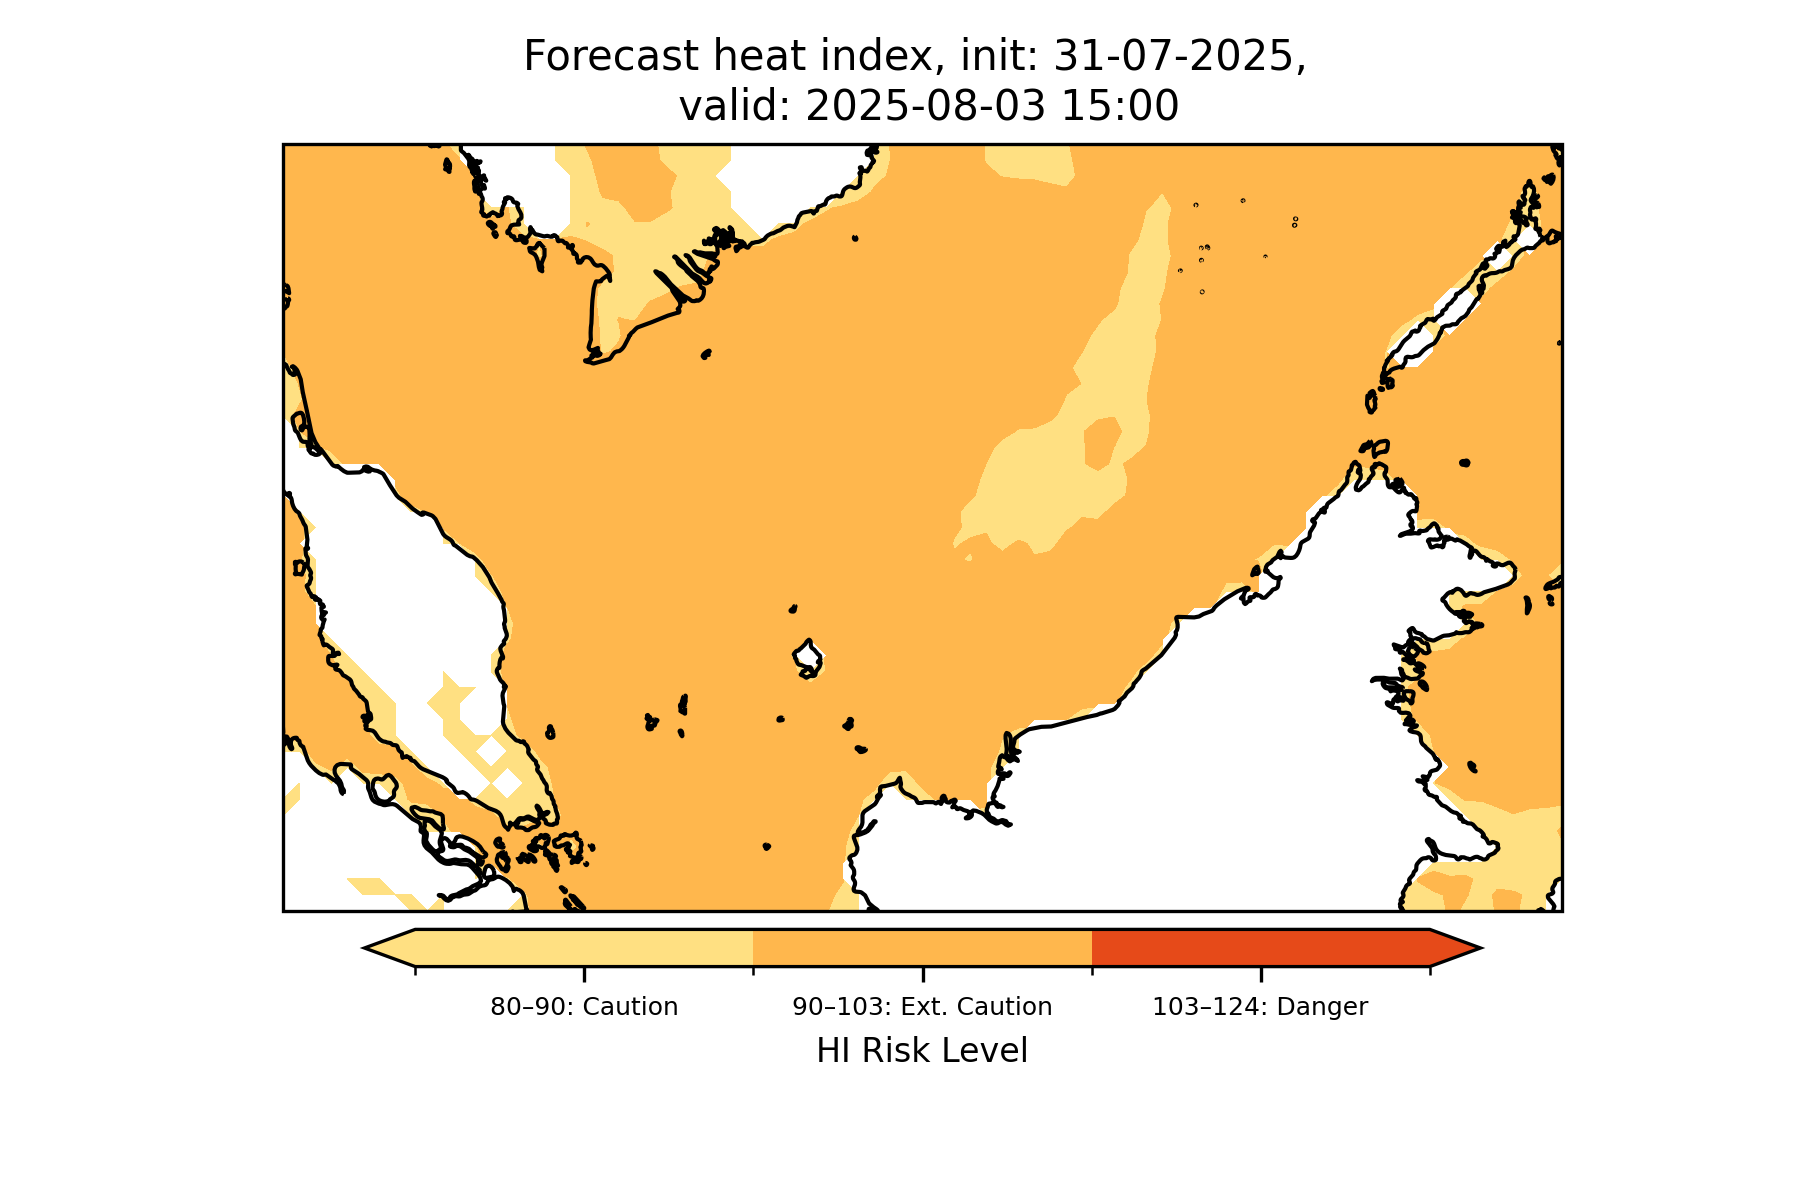 Forecast heat index, init: 31-07-2025,
valid: 2025-08-03 15:00
80–90: Caution
90–103: Ext. Caution
103–124: Danger
HI Risk Level